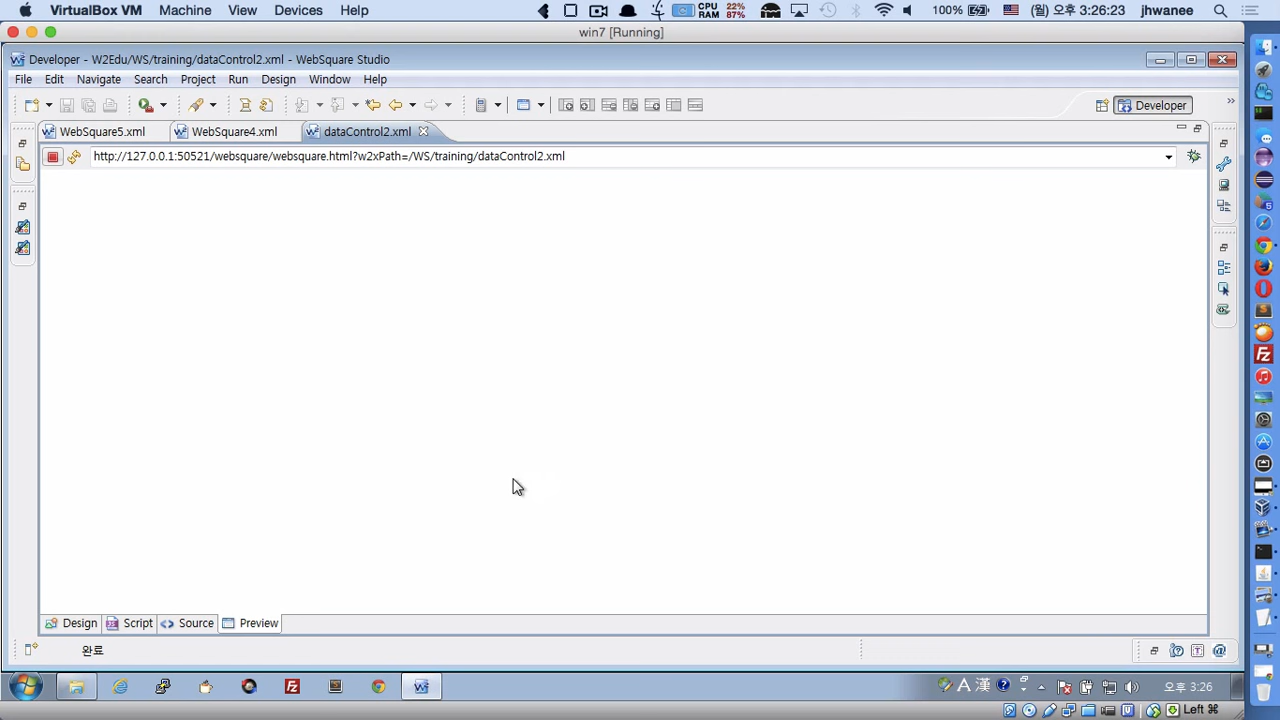 VirtualBox VM Machine View Devices Help CPU 22% RAM 87% 100% (월) 오후 3:26:23 jhwanee
win7 [Running]
Developer - W2Edu/WS/training/dataControl2.xml - WebSquare Studio
File Edit Navigate Search Project Run Design Window Help
Developer
WebSquare5.xml WebSquare4.xml dataControl2.xml
http://127.0.0.1:50521/websquare/websquare.html?w2xPath=/WS/training/dataControl2.xml
Design Script Source Preview
완료
A 漢 오후 3:26
Left ⌘